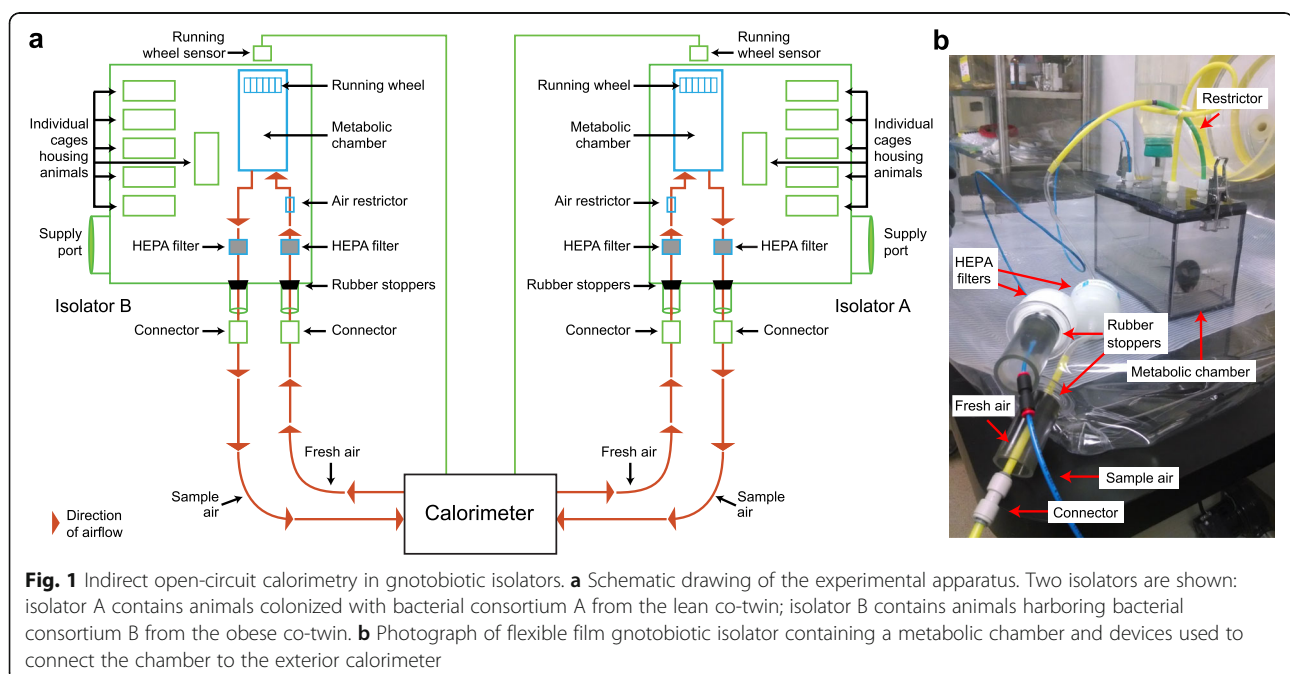 a
Running
wheel sensor
Running
wheel sensor
Running wheel
Running wheel
Individual
cages
housing
animals
Metabolic
chamber
Metabolic
chamber
Individual
cages
housing
animals
Air restrictor
Air restrictor
Supply
port
HEPA filter
HEPA filter
HEPA filter
HEPA filter
Supply
port
Isolator B
Rubber stoppers
Rubber stoppers
Isolator A
Connector
Connector
Connector
Connector
Fresh air
Fresh air
Sample
air
Sample
air
Calorimeter
Direction
of airflow
b
Restrictor
HEPA
filters
Rubber
stoppers
Metabolic chamber
Fresh air
Sample air
Connector
Fig. 1 Indirect open-circuit calorimetry in gnotobiotic isolators. a Schematic drawing of the experimental apparatus. Two isolators are shown:
isolator A contains animals colonized with bacterial consortium A from the lean co-twin; isolator B contains animals harboring bacterial
consortium B from the obese co-twin. b Photograph of flexible film gnotobiotic isolator containing a metabolic chamber and devices used to
connect the chamber to the exterior calorimeter